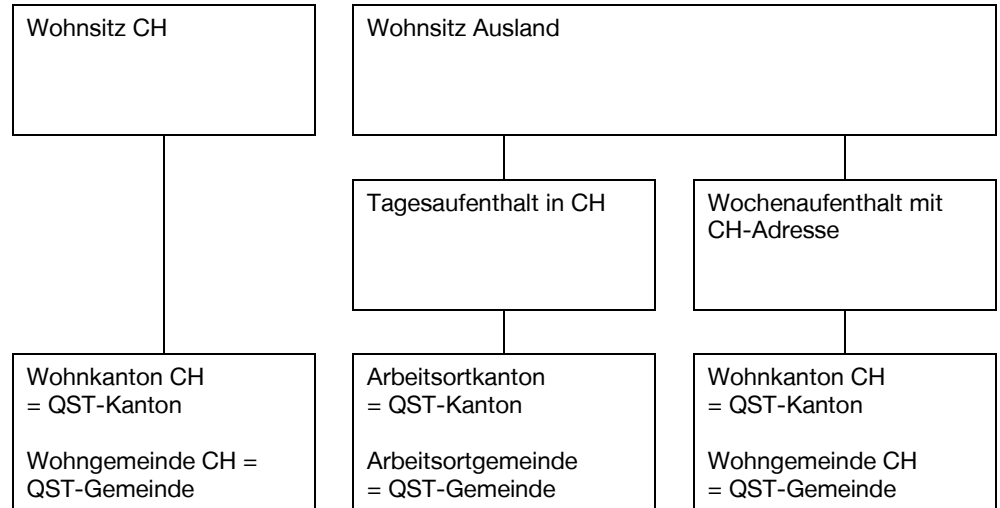 Wohnsitz CH
Wohnsitz Ausland
Tagesaufenthalt in CH
Wochenaufenthalt mit
CH-Adresse
Wohnkanton CH
= QST-Kanton
Wohngemeinde CH =
QST-Gemeinde
Arbeitsortkanton
= QST-Kanton
Arbeitsortgemeinde
= QST-Gemeinde
Wohnkanton CH
= QST-Kanton
Wohngemeinde CH
= QST-Gemeinde